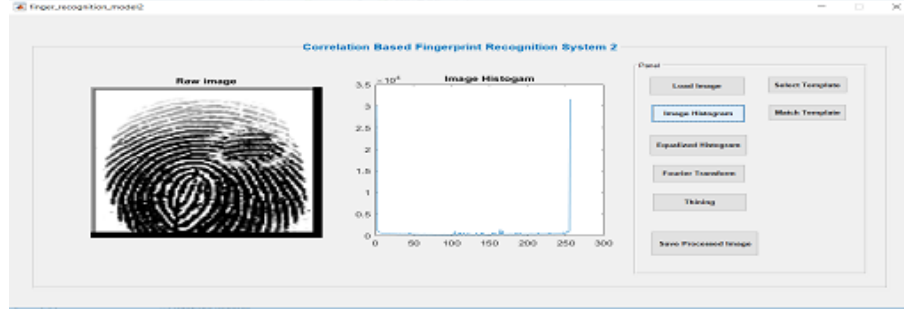 finger_recognition_model2
Correlation Based Fingerprint Recognition System 2
Raw image
Image Histogam
× 10⁴
3.5
3
2.5
2
1.5
1
0.5
0
0 50 100 150 200 250 300
Panel
Load Image
Select Template
Image Histogram
Match Template
Equalized Histogram
Fourier Transform
Thining
Save Processed Image